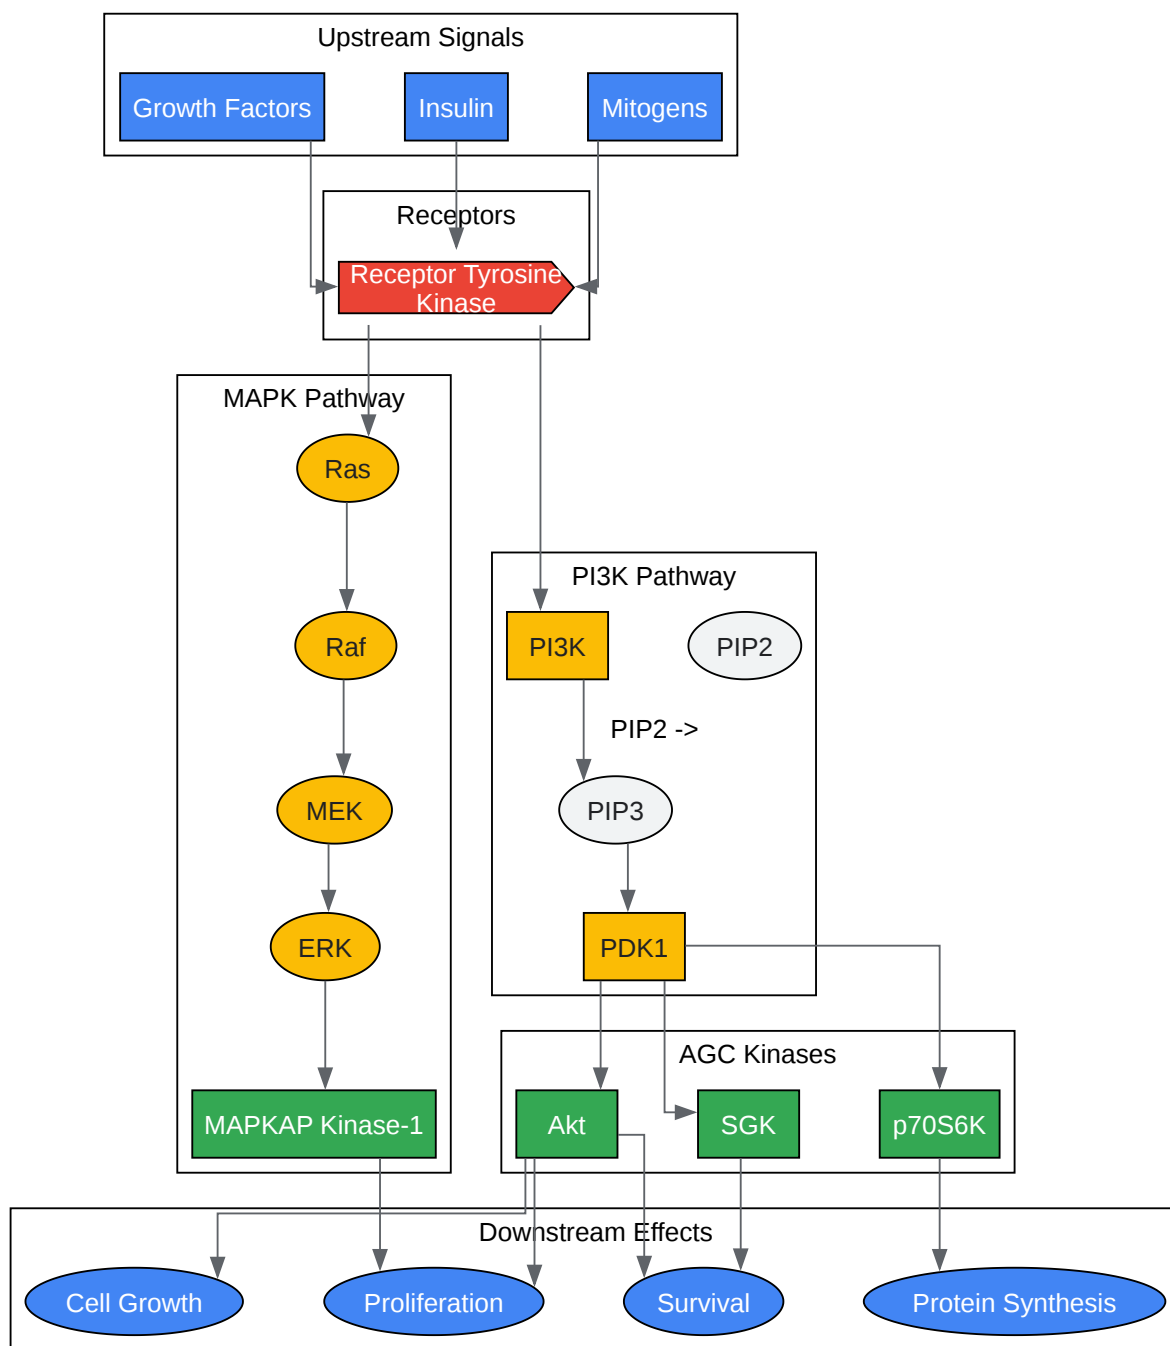 Upstream Signals
Growth Factors
Insulin
Mitogens
Receptors
Receptor Tyrosine
Kinase
MAPK Pathway
Ras
PI3K Pathway
Raf
PI3K
PIP2
PIP2 ->
MEK
PIP3
ERK
PDK1
AGC Kinases
MAPKAP Kinase-1
Akt
SGK
p70S6K
Downstream Effects
Cell Growth
Proliferation
Survival
Protein Synthesis